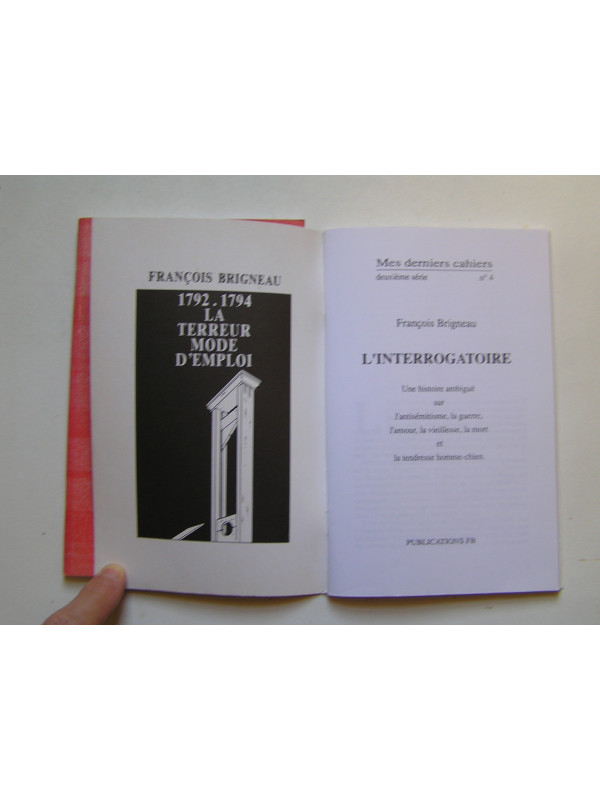 FRANÇOIS BRIGNEAU
1792.1794
LA
TERREUR
MODE
D'EMPLOI
Mes derniers cahiers
deuxième série n° 4
François Brigneau
L'INTERROGATOIRE
Une histoire ambiguë
sur
l'antisémitisme, la guerre,
l'amour, la vieillesse, la mort
et
la tendresse homme-chien.
PUBLICATIONS FB